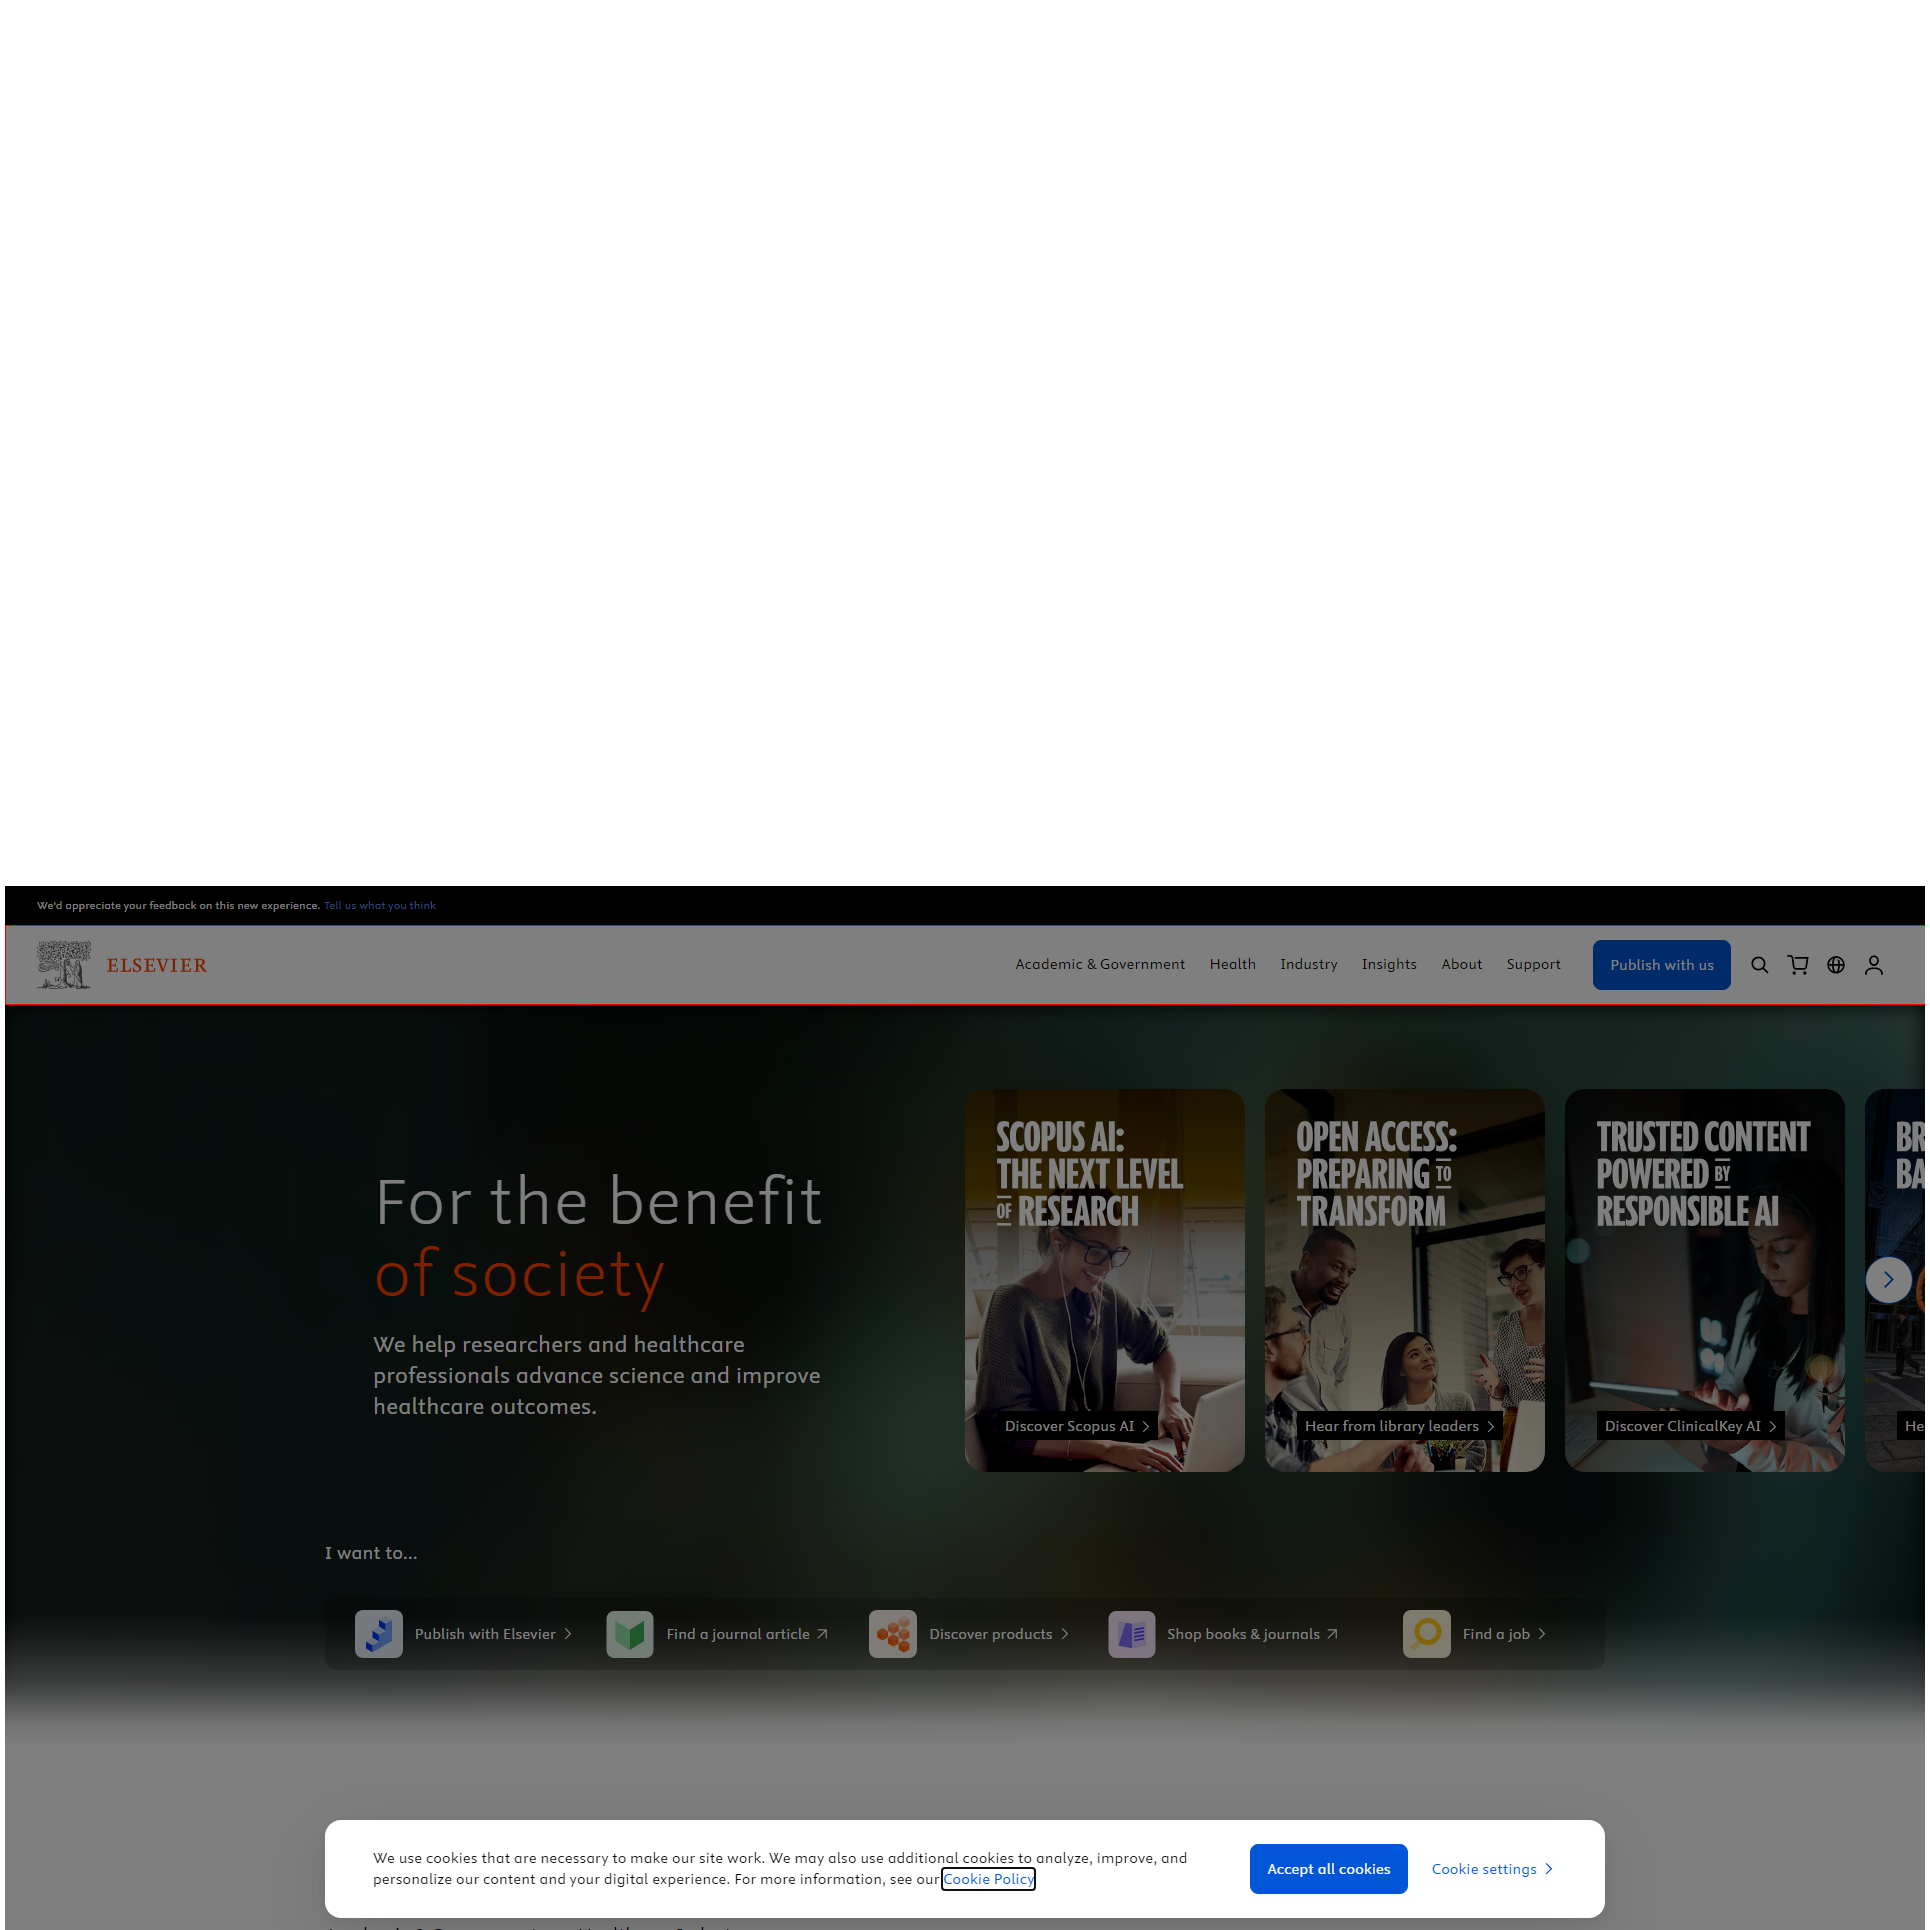 We'd appreciate your feedback on this new experience. Tell us what you think
ELSEVIER
Academic & Government Health Industry Insights About Support Publish with us
For the benefit
of society
We help researchers and healthcare
professionals advance science and improve
healthcare outcomes.
SCOPUS AI:
THE NEXT LEVEL
OF RESEARCH
Discover Scopus AI
OPEN ACCESS:
PREPARING TO
TRANSFORM
Hear from library leaders
TRUSTED CONTENT
POWERED BY
RESPONSIBLE AI
Discover ClinicalKey AI
BR
BA
He
I want to...
Publish with Elsevier Find a journal article Discover products Shop books & journals Find a job
We use cookies that are necessary to make our site work. We may also use additional cookies to analyze, improve, and
personalize our content and your digital experience. For more information, see our Cookie Policy
Accept all cookies Cookie settings